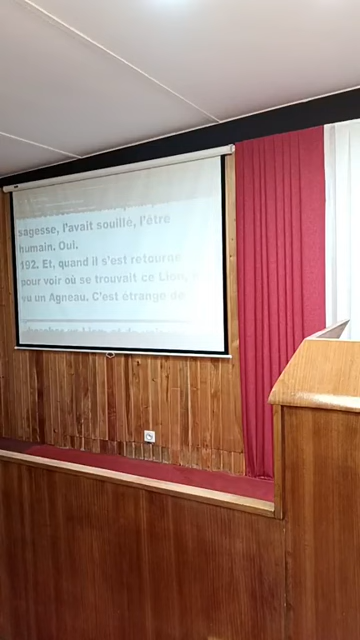 sagesse, l'avait souillé, l'être
humain. Oui.
192. Et, quand il s'est retourné
pour voir où se trouvait ce Lion,
vu un Agneau. C'est étrange de